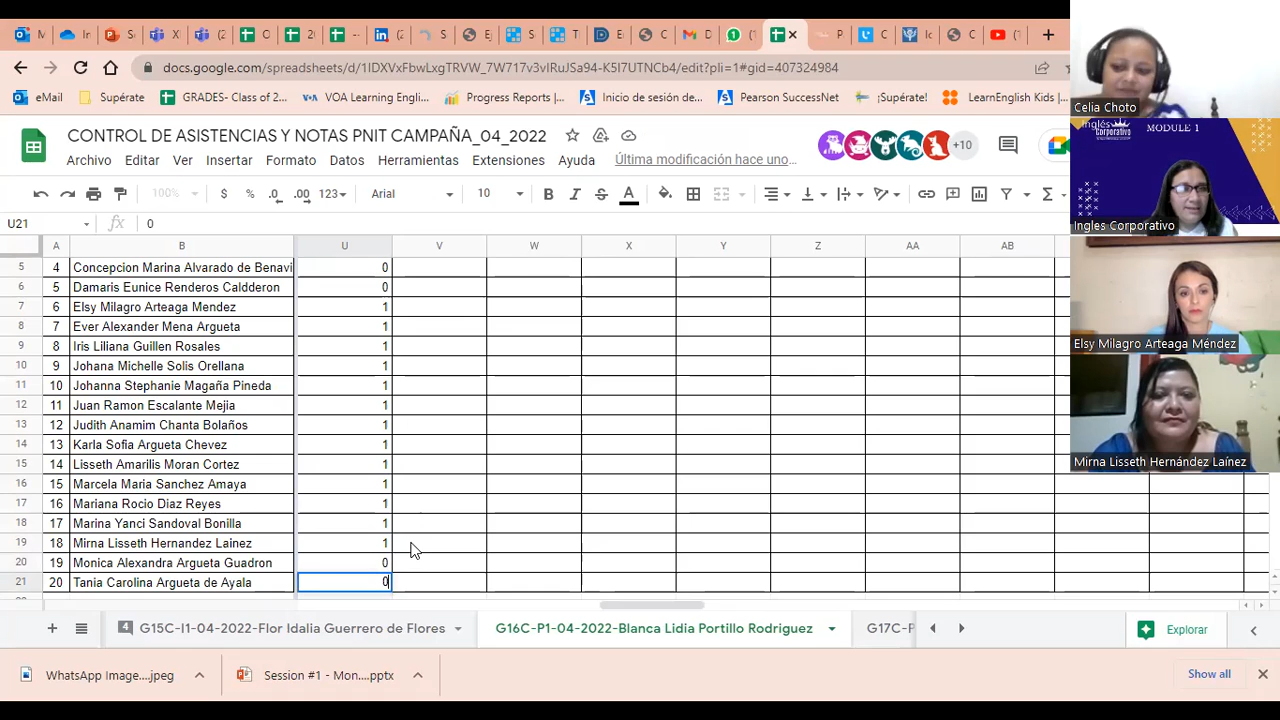 docs.google.com/spreadsheets/d/1IDXVxFbwLxgTRVW_7W717v3vIRuJSa94-K5I7UTNCb4/edit?pli=1#gid=407324984
eMail Supérate GRADES- Class of 2... VOA Learning Engli... Progress Reports |... Inicio de sesión de... Pearson SuccessNet ¡Supérate! LearnEnglish Kids |...
CONTROL DE ASISTENCIAS Y NOTAS PNIT CAMPAÑA_04_2022
+10
Archivo Editar Ver Insertar Formato Datos Herramientas Extensiones Ayuda Última modificación hace uno...
100% $ % .0 .00 123 Arial 10 B I S A
U21 fx 0
A B U V W X Y Z AA AB
5 4 Concepcion Marina Alvarado de Benavi 0
6 5 Damaris Eunice Renderos Caldderon 0
7 6 Elsy Milagro Arteaga Mendez 1
8 7 Ever Alexander Mena Argueta 1
9 8 Iris Liliana Guillen Rosales 1
10 9 Johana Michelle Solis Orellana 1
11 10 Johanna Stephanie Magaña Pineda 1
12 11 Juan Ramon Escalante Mejia 1
13 12 Judith Anamim Chanta Bolaños 1
14 13 Karla Sofia Argueta Chevez 1
15 14 Lisseth Amarilis Moran Cortez 1
16 15 Marcela Maria Sanchez Amaya 1
17 16 Mariana Rocio Diaz Reyes 1
18 17 Marina Yanci Sandoval Bonilla 1
19 18 Mirna Lisseth Hernandez Lainez 1
20 19 Monica Alexandra Argueta Guadron 0
21 20 Tania Carolina Argueta de Ayala 0
4 G15C-I1-04-2022-Flor Idalia Guerrero de Flores G16C-P1-04-2022-Blanca Lidia Portillo Rodriguez G17C-P Explorar
WhatsApp Image....jpeg Session #1 - Mon....pptx Show all
Celia Choto
Inglés
Corporativo
MODULE 1
Ingles Corporativo
Elsy Milagro Arteaga Méndez
Mirna Lisseth Hernández Laínez